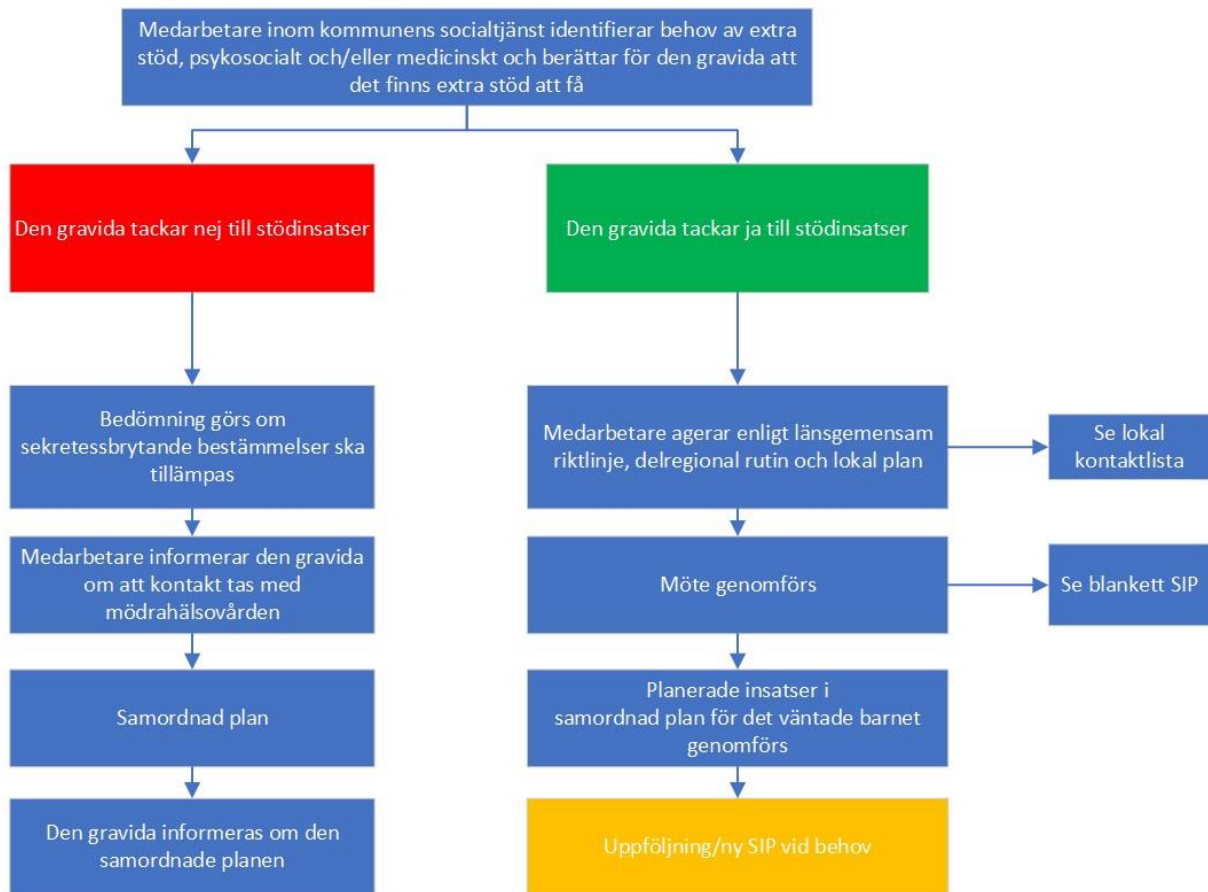 Medarbetare inom kommunens socialtjänst identifierar behov av extra
stöd, psykosocialt och/eller medicinskt och berättar för den gravida att
det finns extra stöd att få
Den gravida tackar nej till stödinsatser
Den gravida tackar ja till stödinsatser
Bedömning görs om
sekretessbrytande bestämmelser ska
tillämpas
Medarbetare agerar enligt länsgemensam
riktlinje, delregional rutin och lokal plan
Se lokal
kontaktlista
Medarbetare informerar den gravida
om att kontakt tas med
mödrahälsovården
Möte genomförs
Se blankett SIP
Samordnad plan
Planerade insatser i
samordnad plan för det väntade barnet
genomförs
Den gravida informeras om den
samordnade planen
Uppföljning/ny SIP vid behov